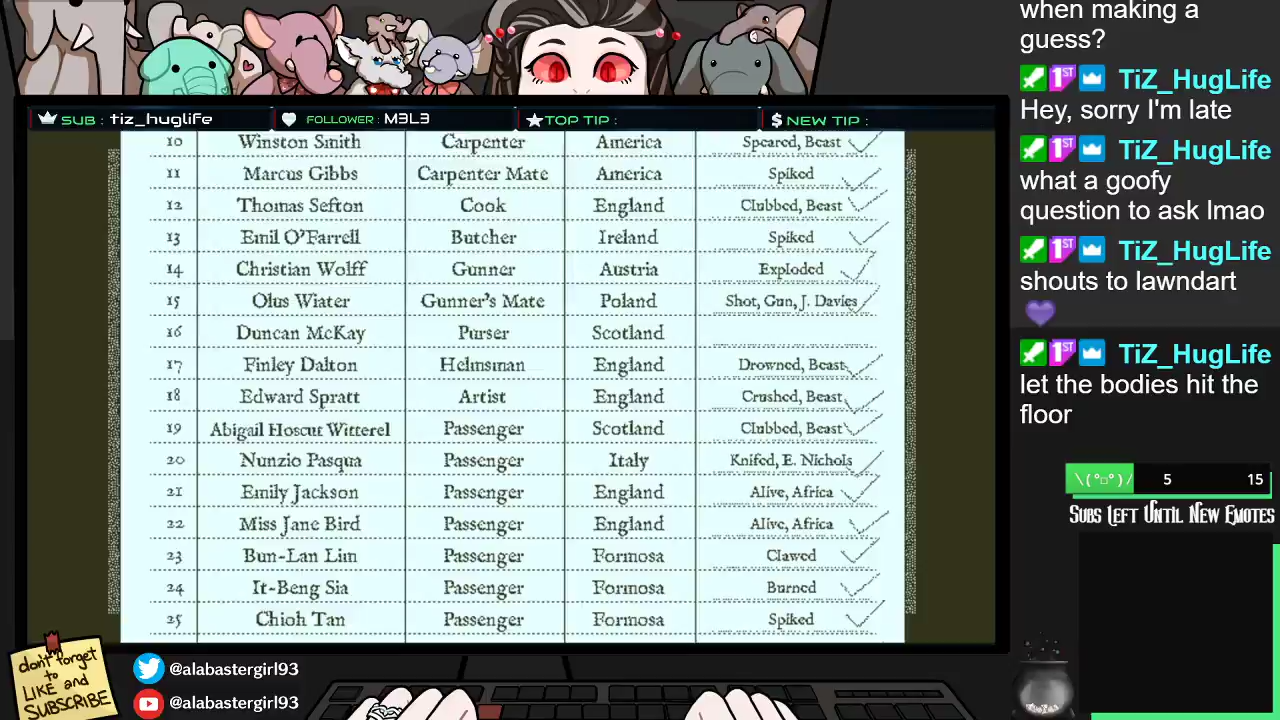 when making a
guess?
1ST TiZ_HugLife
Hey, sorry I'm late
1ST TiZ_HugLife
what a goofy
question to ask lmao
1ST TiZ_HugLife
shouts to lawndart
1ST TiZ_HugLife
let the bodies hit the
floor
SUB : tiz_huglife
FOLLOWER : M3L3
TOP TIP :
$ NEW TIP :
10 Winston Smith Carpenter America Speared, Beast
11 Marcus Gibbs Carpenter Mate America Spiked
12 Thomas Sefton Cook England Clubbed, Beast
13 Emil O'Farrell Butcher Ireland Spiked
14 Christian Wolff Gunner Austria Exploded
15 Olus Wiater Gunner's Mate Poland Shot, Gun, J. Davies
16 Duncan McKay Purser Scotland
17 Finley Dalton Helmsman England Drowned, Beast
18 Edward Spratt Artist England Crushed, Beast
19 Abigail Hoscut Witterel Passenger Scotland Clubbed, Beast
20 Nunzio Pasqua Passenger Italy Knifed, E. Nichols
21 Emily Jackson Passenger England Alive, Africa
22 Miss Jane Bird Passenger England Alive, Africa
23 Bun-Lan Lim Passenger Formosa Clawed
24 It-Beng Sia Passenger Formosa Burned
25 Chioh Tan Passenger Formosa Spiked
\(°□°)/ 5 15
Subs Left Until New Emotes
don't forget
to
LIKE and
SUBSCRIBE
@alabastergirl93
@alabastergirl93